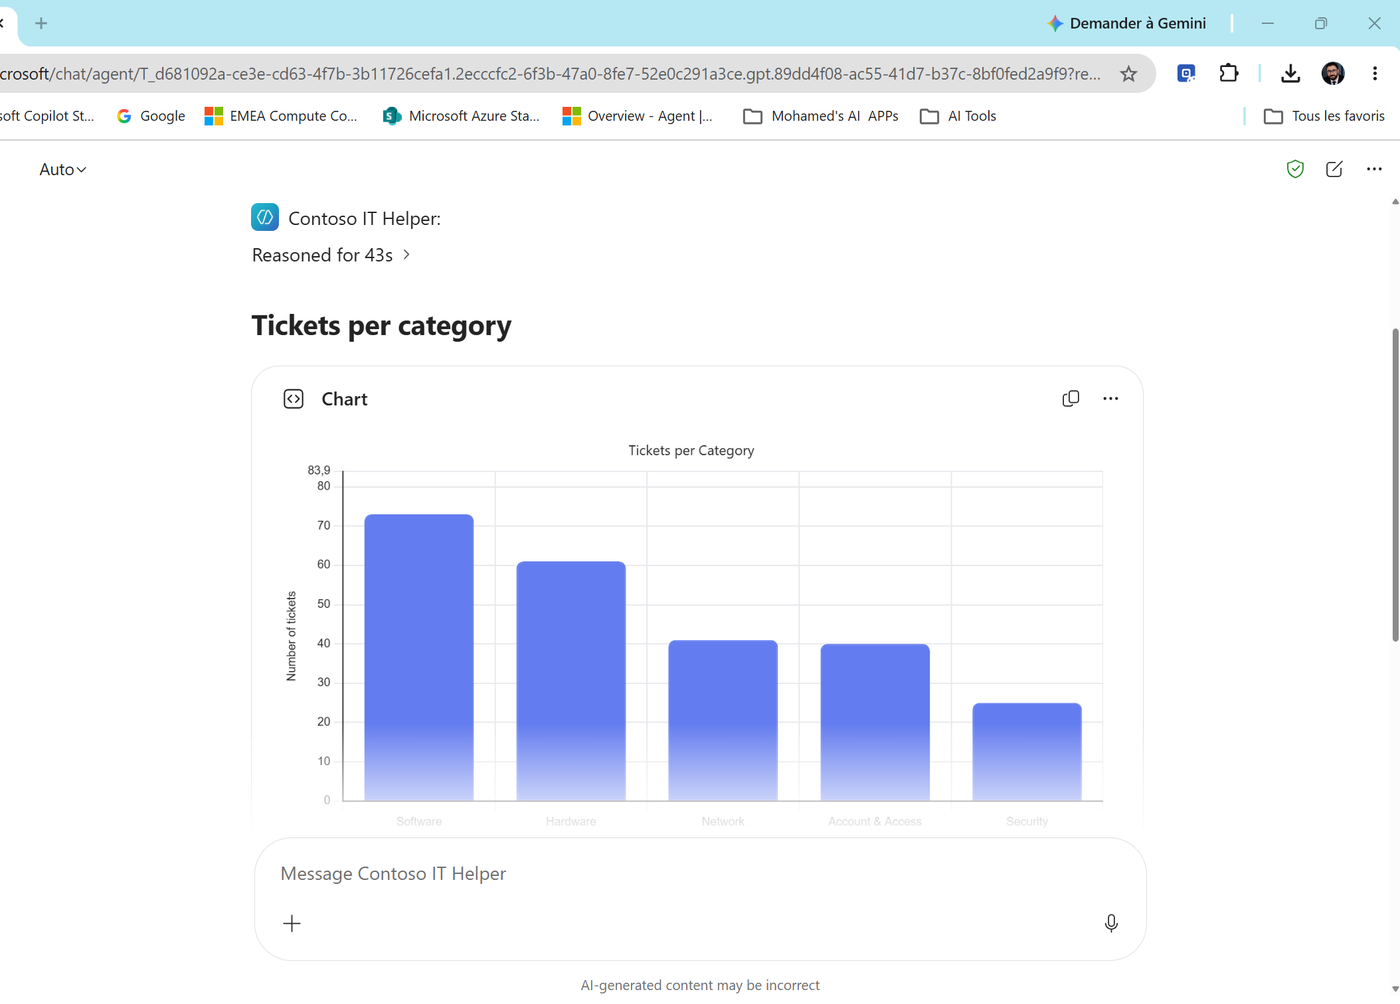 Demander à Gemini
crosoft/chat/agent/T_d681092a-ce3e-cd63-4f7b-3b11726cefa1.2ecccfc2-6f3b-47a0-8fe7-52e0c291a3ce.gpt.89dd4f08-ac55-41d7-b37c-8bf0fed2a9f9?re...
soft Copilot St... Google EMEA Compute Co... Microsoft Azure Sta... Overview - Agent |... Mohamed's AI APPs AI Tools Tous les favoris
Auto
Contoso IT Helper:
Reasoned for 43s
Tickets per category
Chart
Tickets per Category
83,9
80
70
60
50
40
30
20
10
0
Number of tickets
Software Hardware Network Account & Access Security
Message Contoso IT Helper
AI-generated content may be incorrect